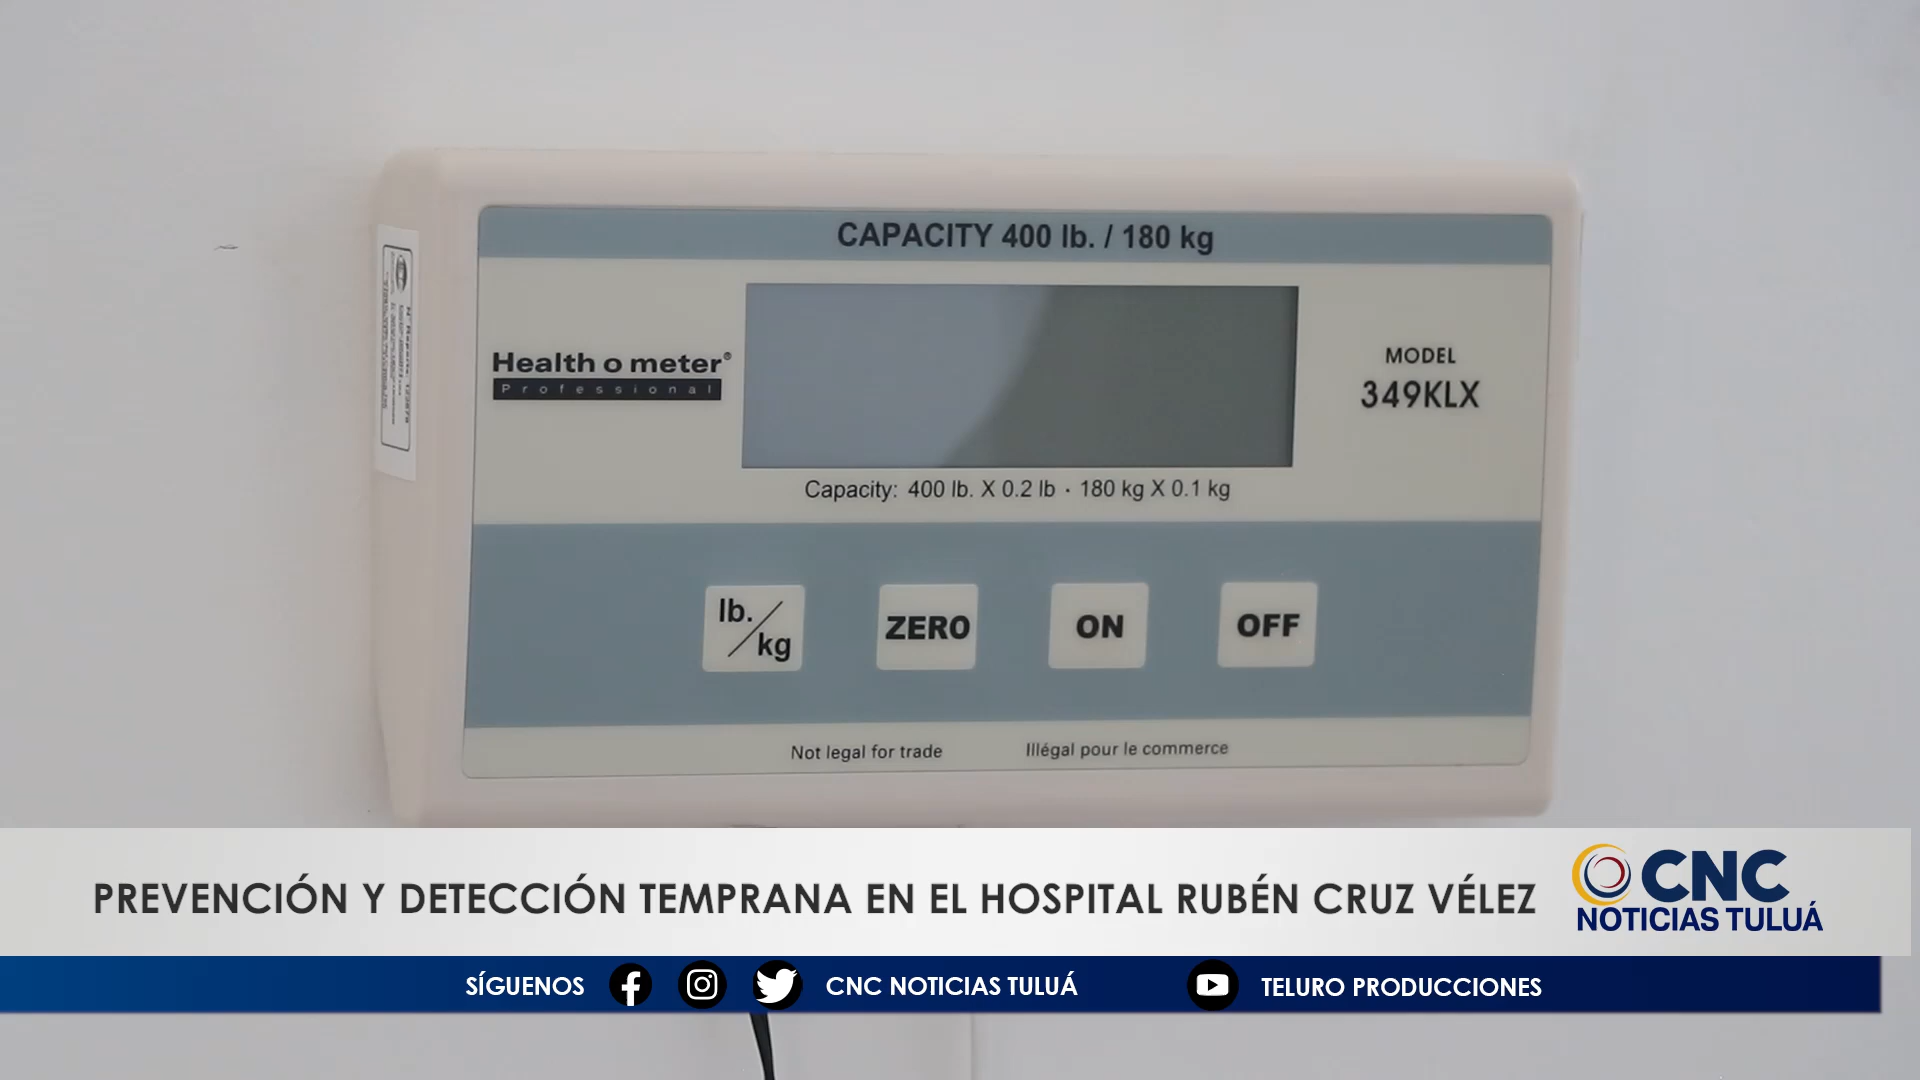 CAPACITY 400 lb. / 180 kg
Health o meter®
Professional
MODEL
349KLX
Capacity: 400 lb. X 0.2 lb · 180 kg X 0.1 kg
lb./kg
ZERO
ON
OFF
Not legal for trade
Illégal pour le commerce
PREVENCIÓN Y DETECCIÓN TEMPRANA EN EL HOSPITAL RUBÉN CRUZ VÉLEZ
CNC
NOTICIAS TULUÁ
SÍGUENOS
CNC NOTICIAS TULUÁ
TELURO PRODUCCIONES